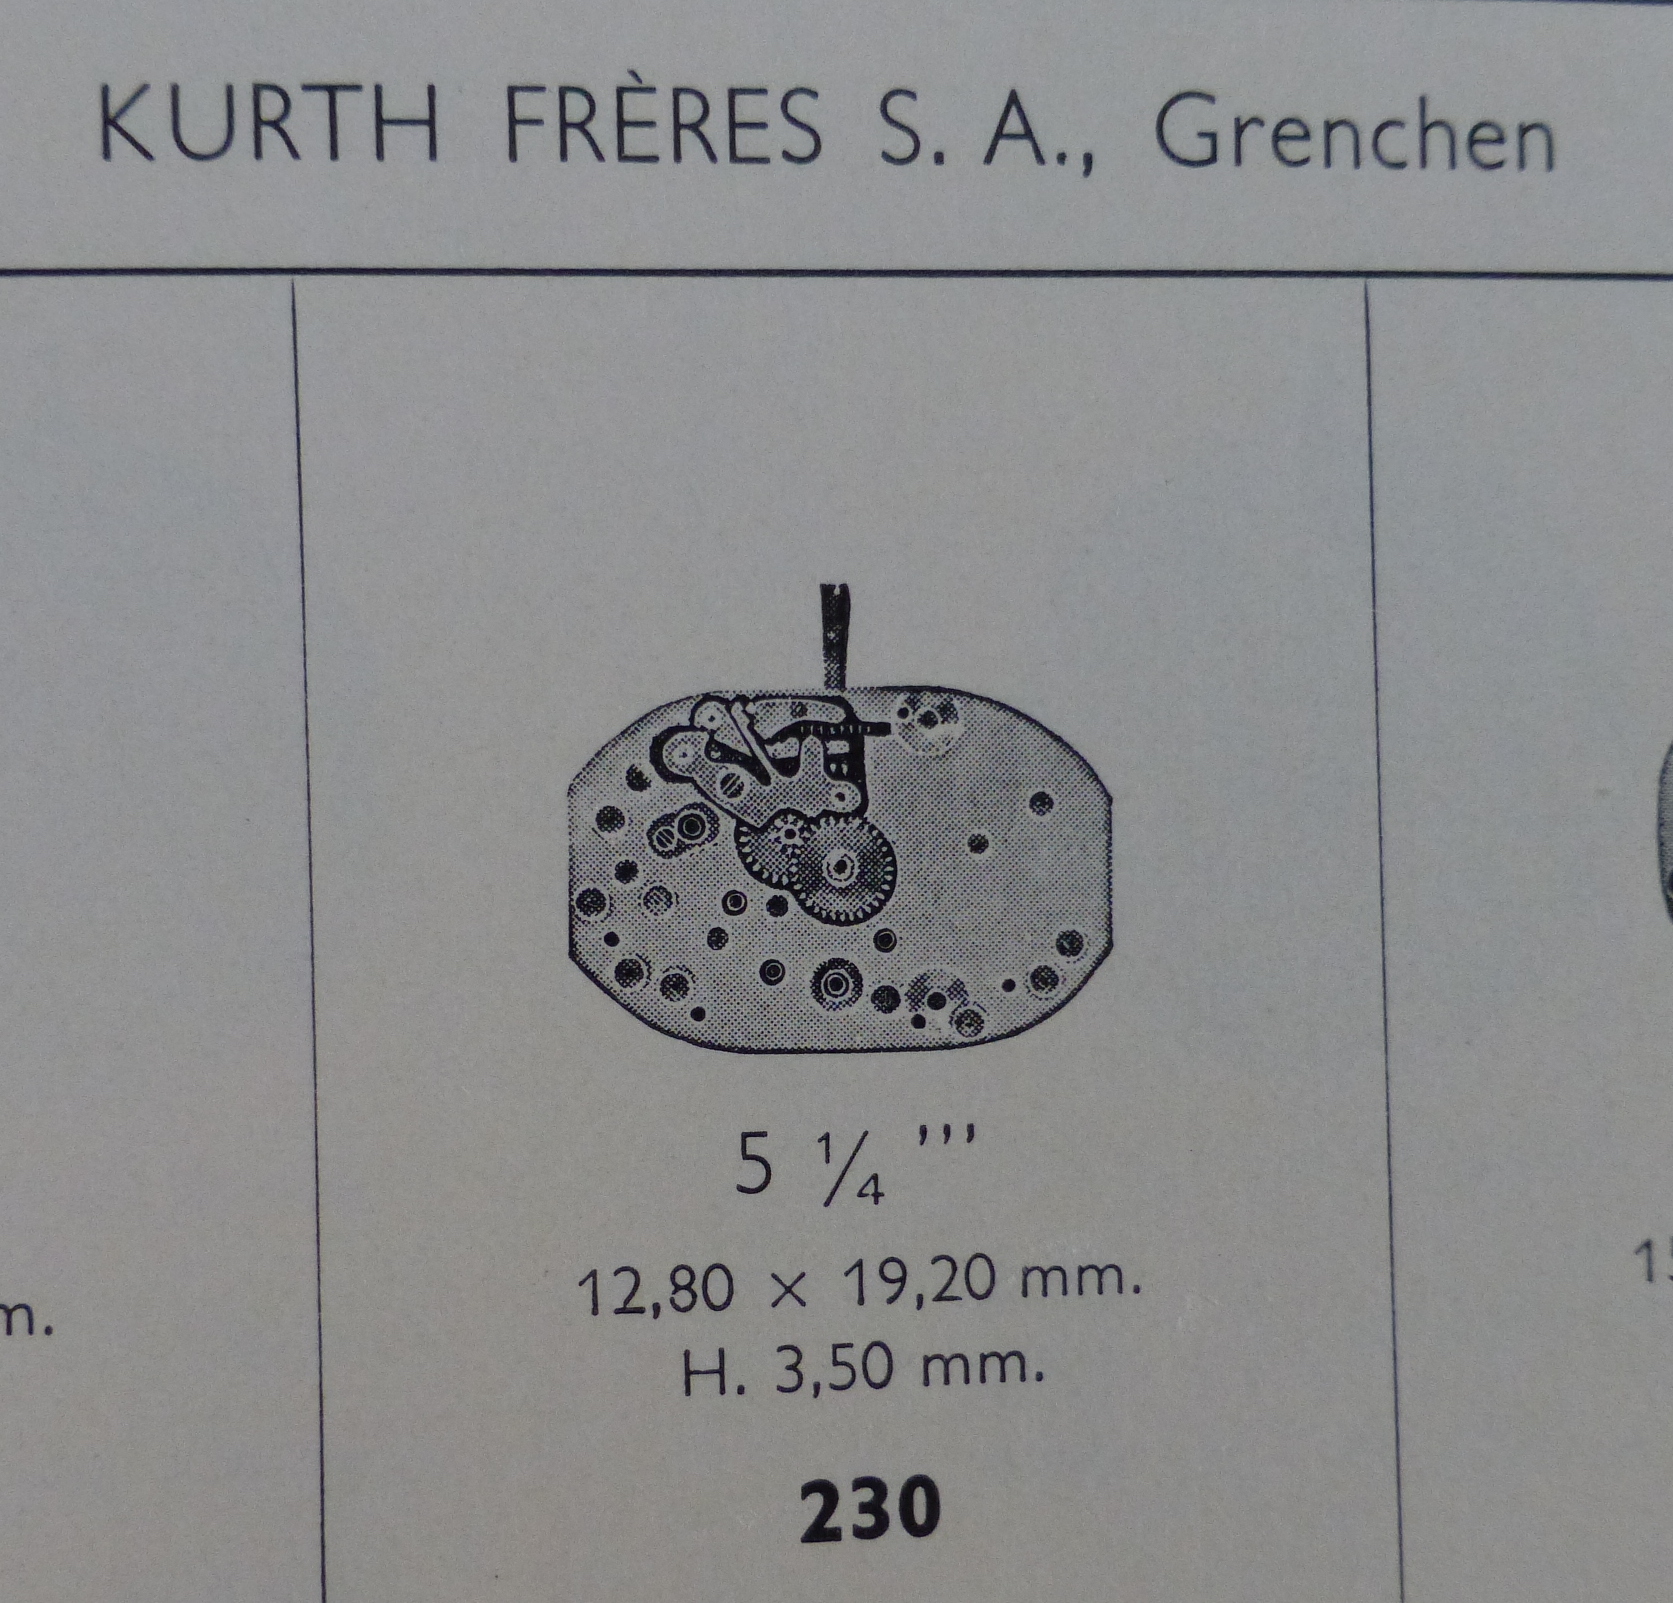 KURTH FRÈRES S. A., Grenchen
5 ¼ ’’’
12,80 × 19,20 mm.
H. 3,50 mm.
230
m.